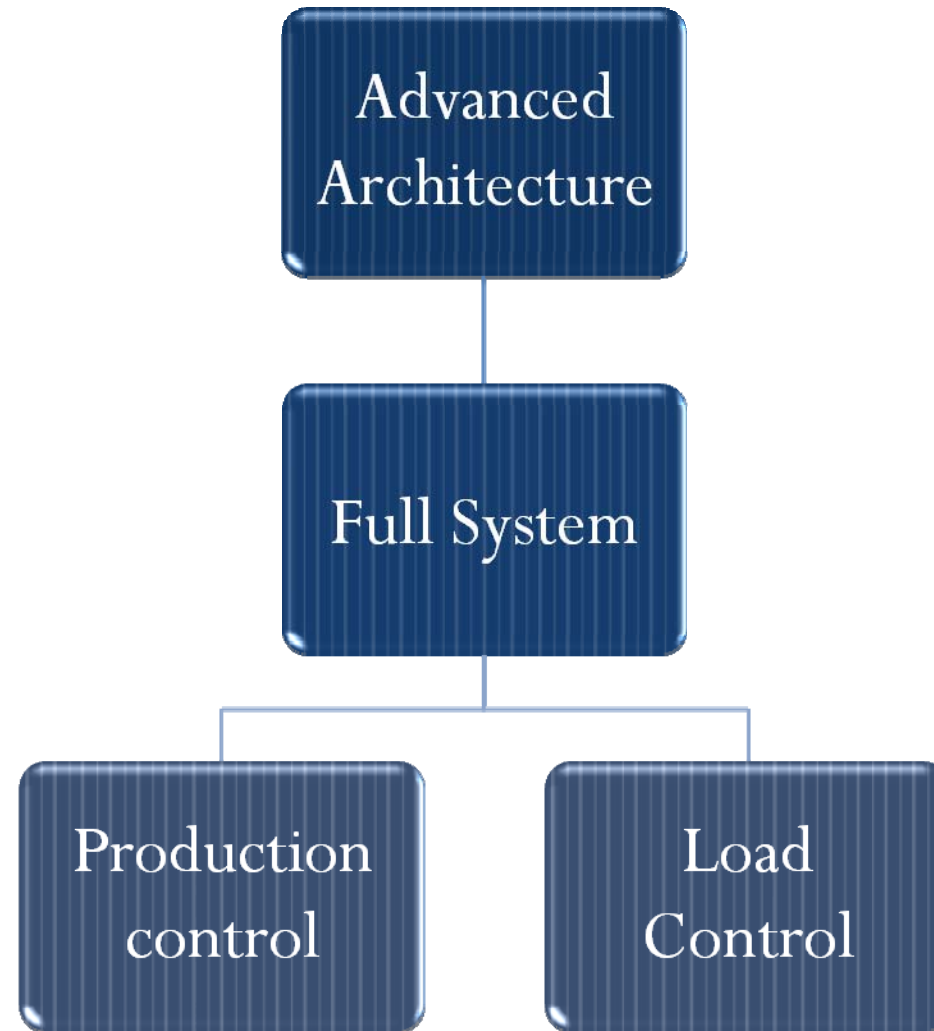 Advanced
Architecture
Full System
Production
control
Load
Control